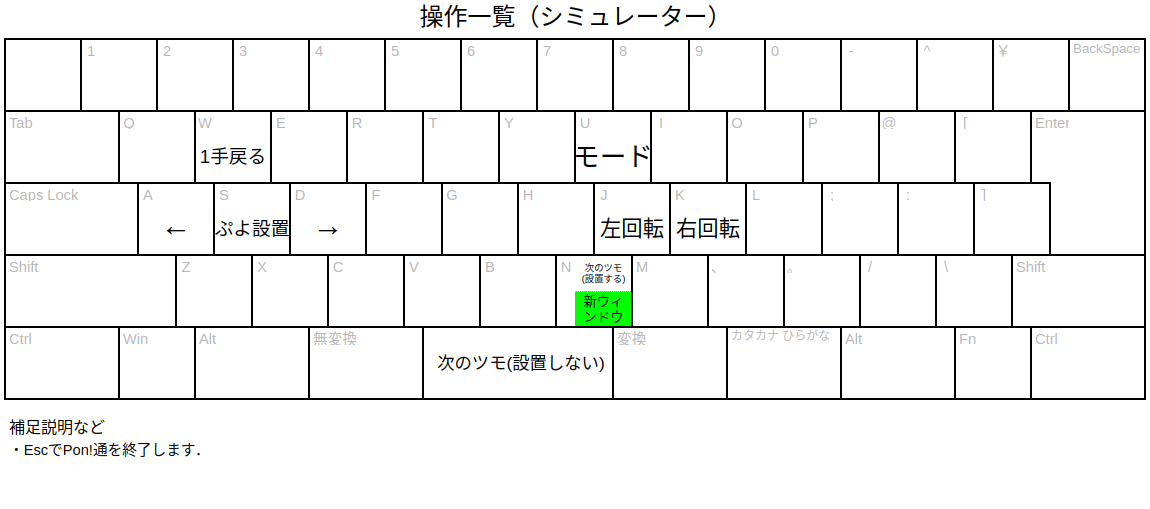 操作一覧（シミュレーター）
1 2 3 4 5 6 7 8 9 0 - ^ ¥ BackSpace
Tab Q W E R T Y U I O P @ [ Enter
1手戻る モード
Caps Lock A S D F G H J K L ; : ]
← ぷよ設置 → 左回転 右回転
Shift Z X C V B N M 、 。 / \ Shift
次のツモ
(設置する)
新ウィ
ンドウ
Ctrl Win Alt 無変換 変換 カタカナ ひらがな Alt Fn Ctrl
次のツモ(設置しない)
補足説明など
・EscでPon!通を終了します．